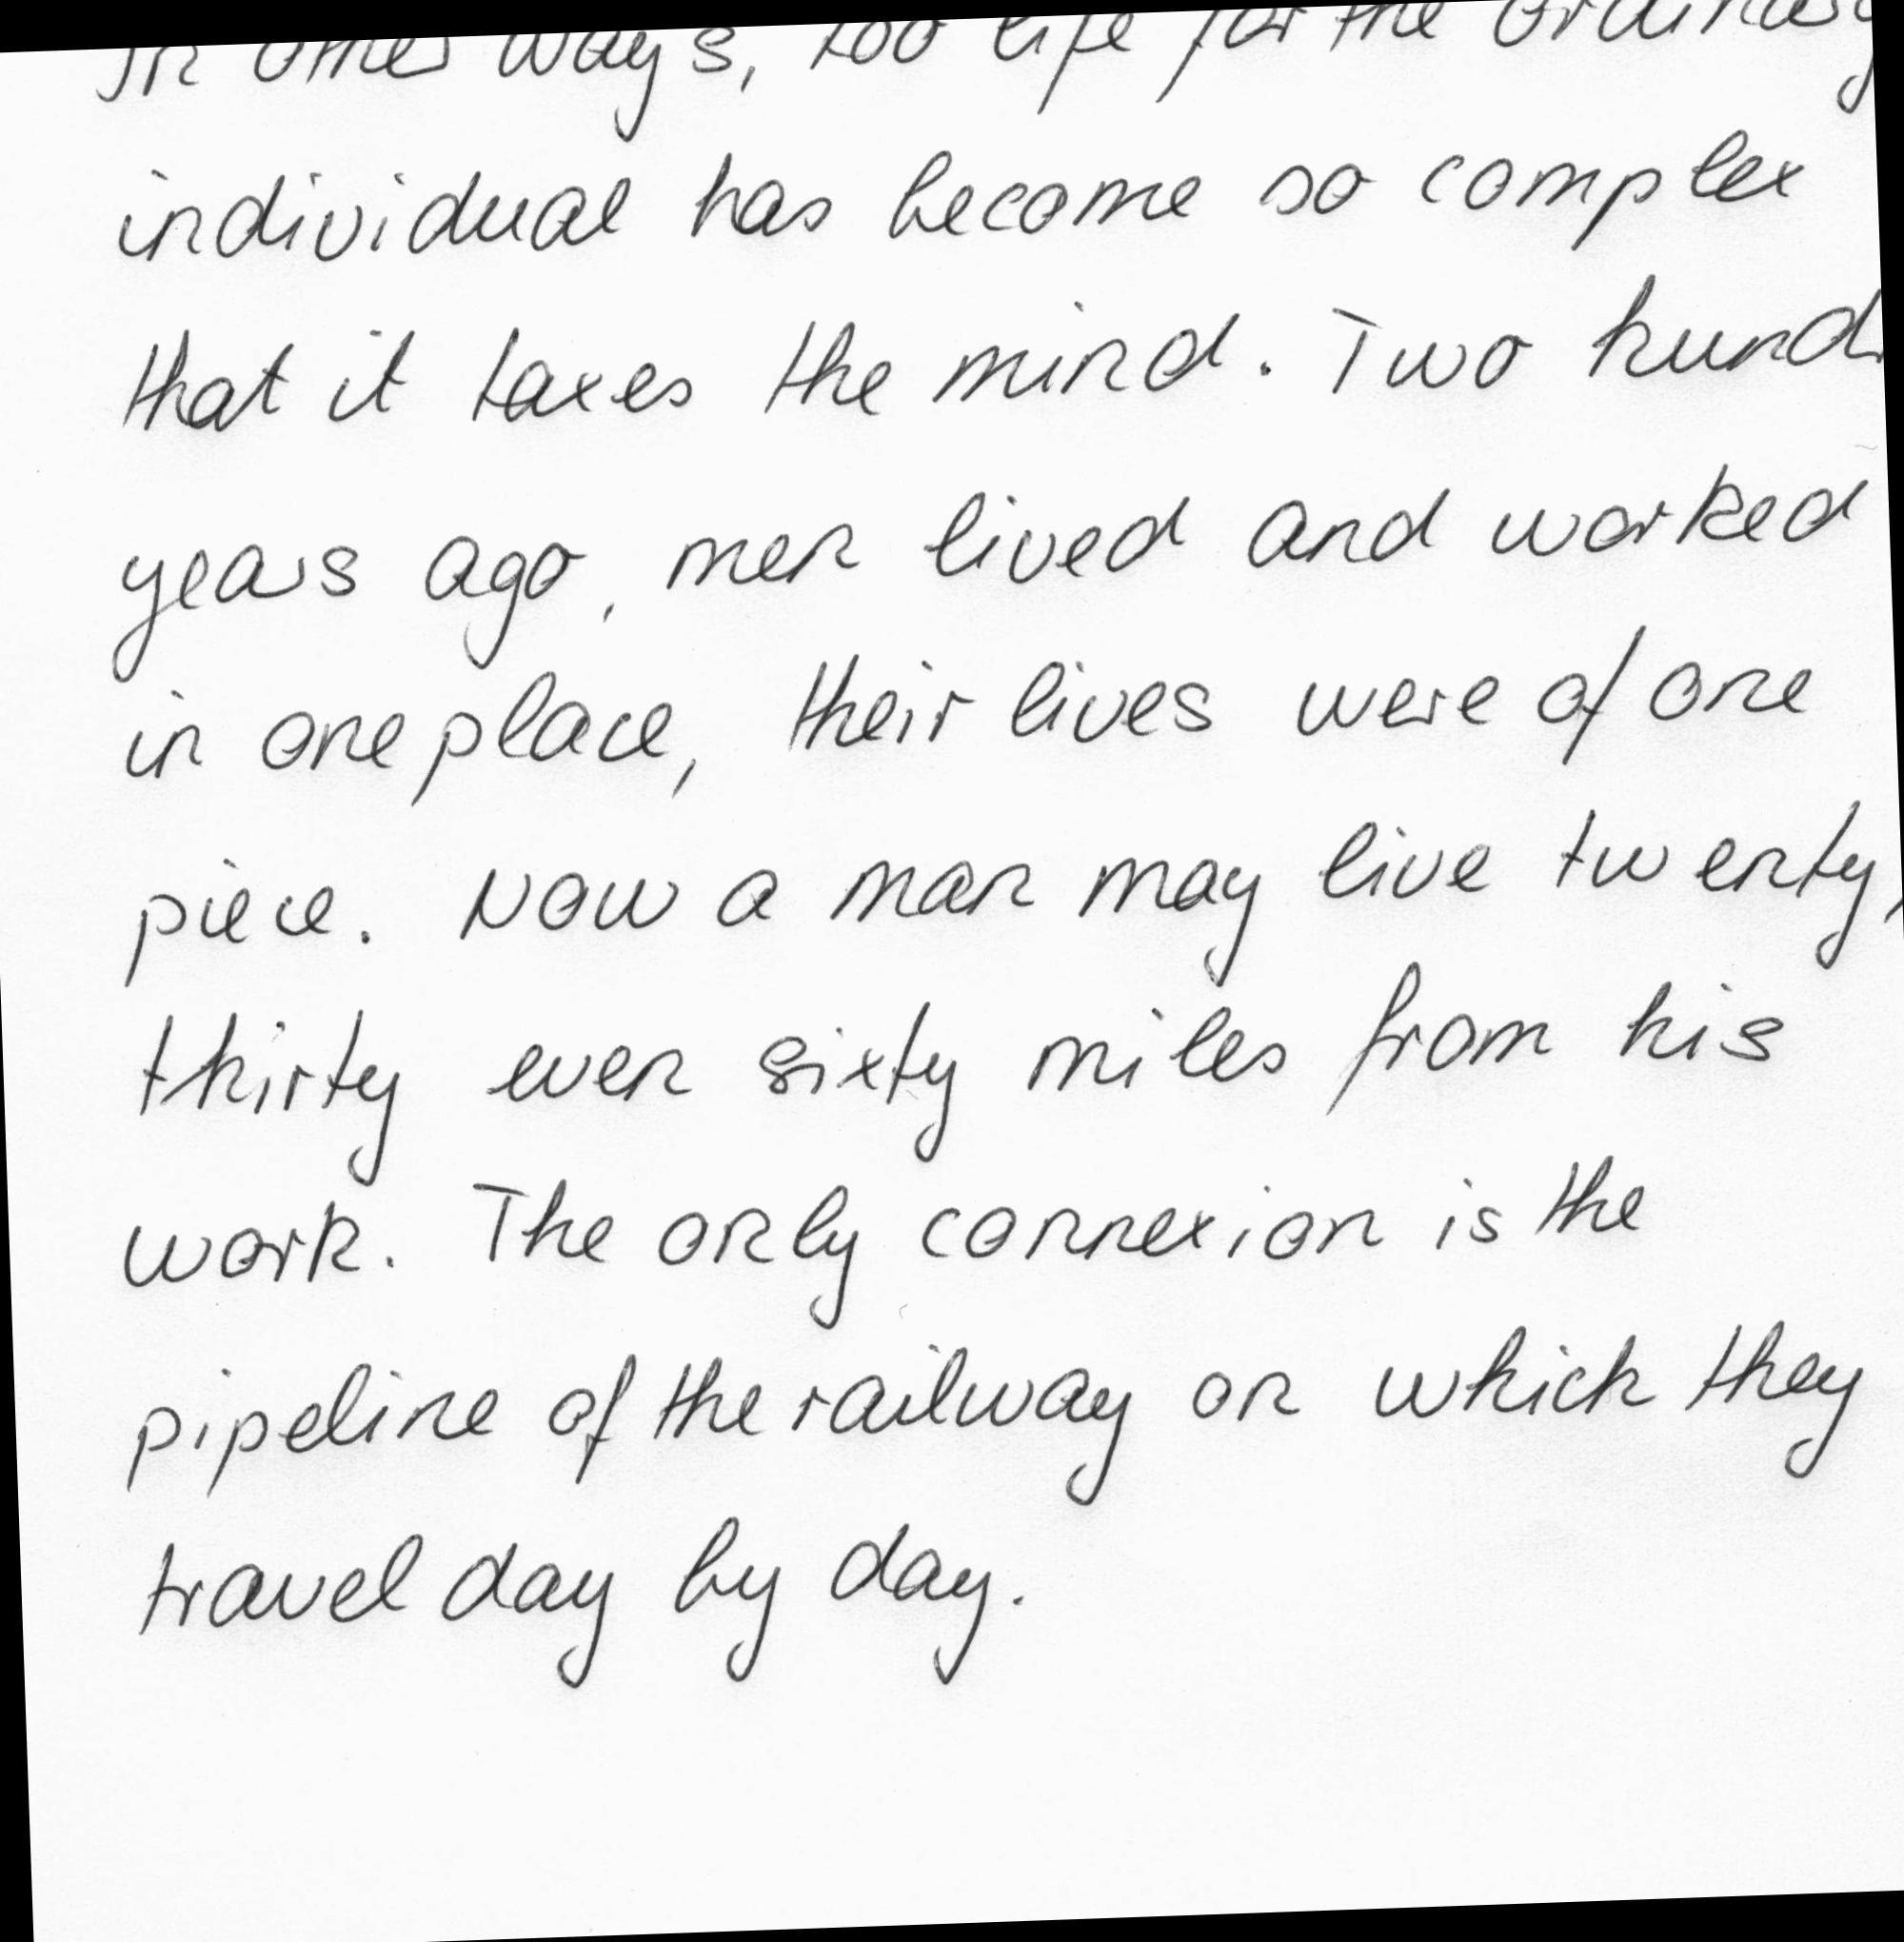 In other ways, too life for the ordinary
individual has become so complex
that it taxes the mind. Two hund
years ago, men lived and worked
in one place, their lives were of one
piece. Now a man may live twenty,
thirty even sixty miles from his
work. The only connexion is the
pipeline of the railway on which they
travel day by day.